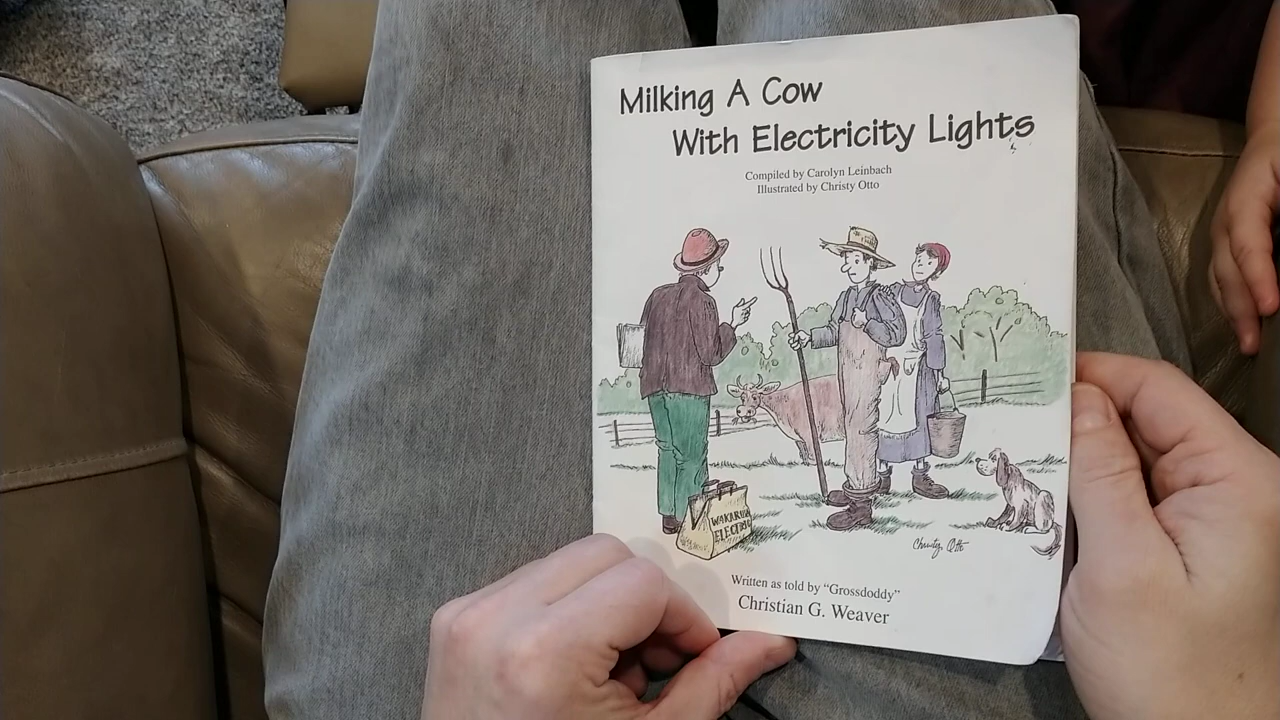 Milking A Cow
With Electricity Lights
Compiled by Carolyn Leinbach
Illustrated by Christy Otto
WAKARUSA
ELECTRIC
Christy Otto
Written as told by "Grossdoddy"
Christian G. Weaver